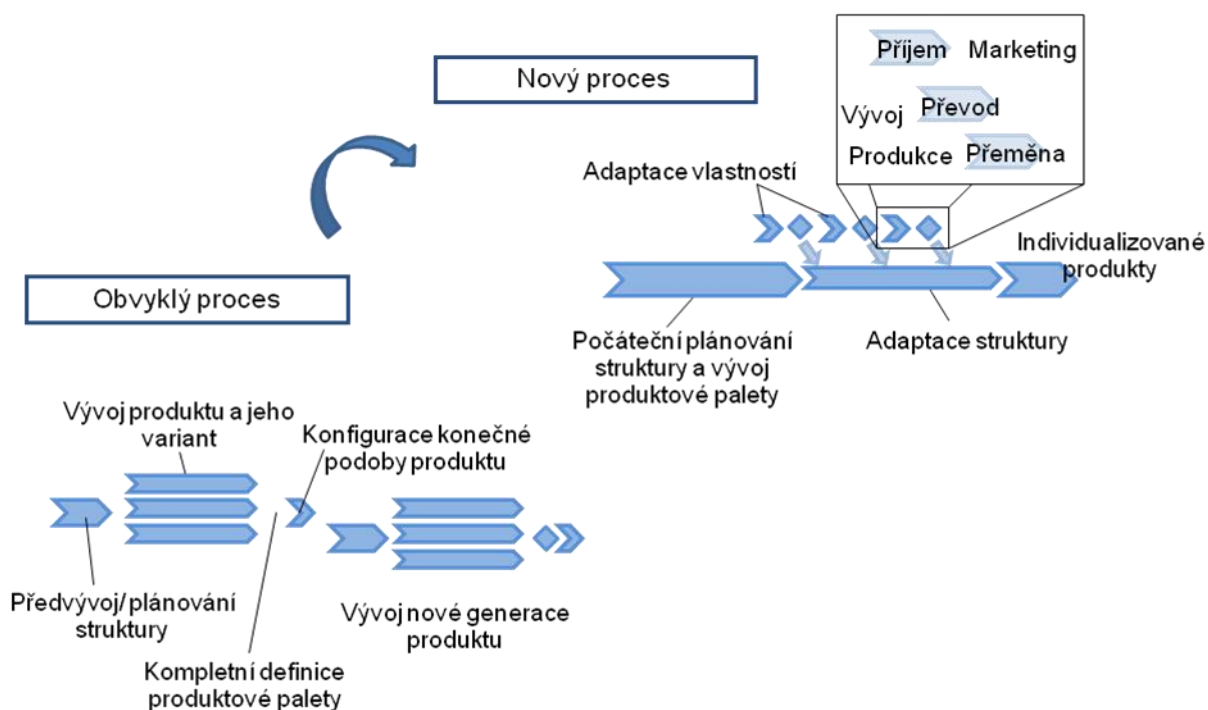 Nový proces
Příjem Marketing
Vývoj Převod
Produkce Přeměna
Adaptace vlastností
Individualizované
produkty
Počáteční plánování
struktury a vývoj
produktové palety
Adaptace struktury
Obvyklý proces
Vývoj produktu a jeho
variant
Konfigurace konečné
podoby produktu
Předvývoj/plánování
struktury
Kompletní definice
produktové palety
Vývoj nové generace
produktu